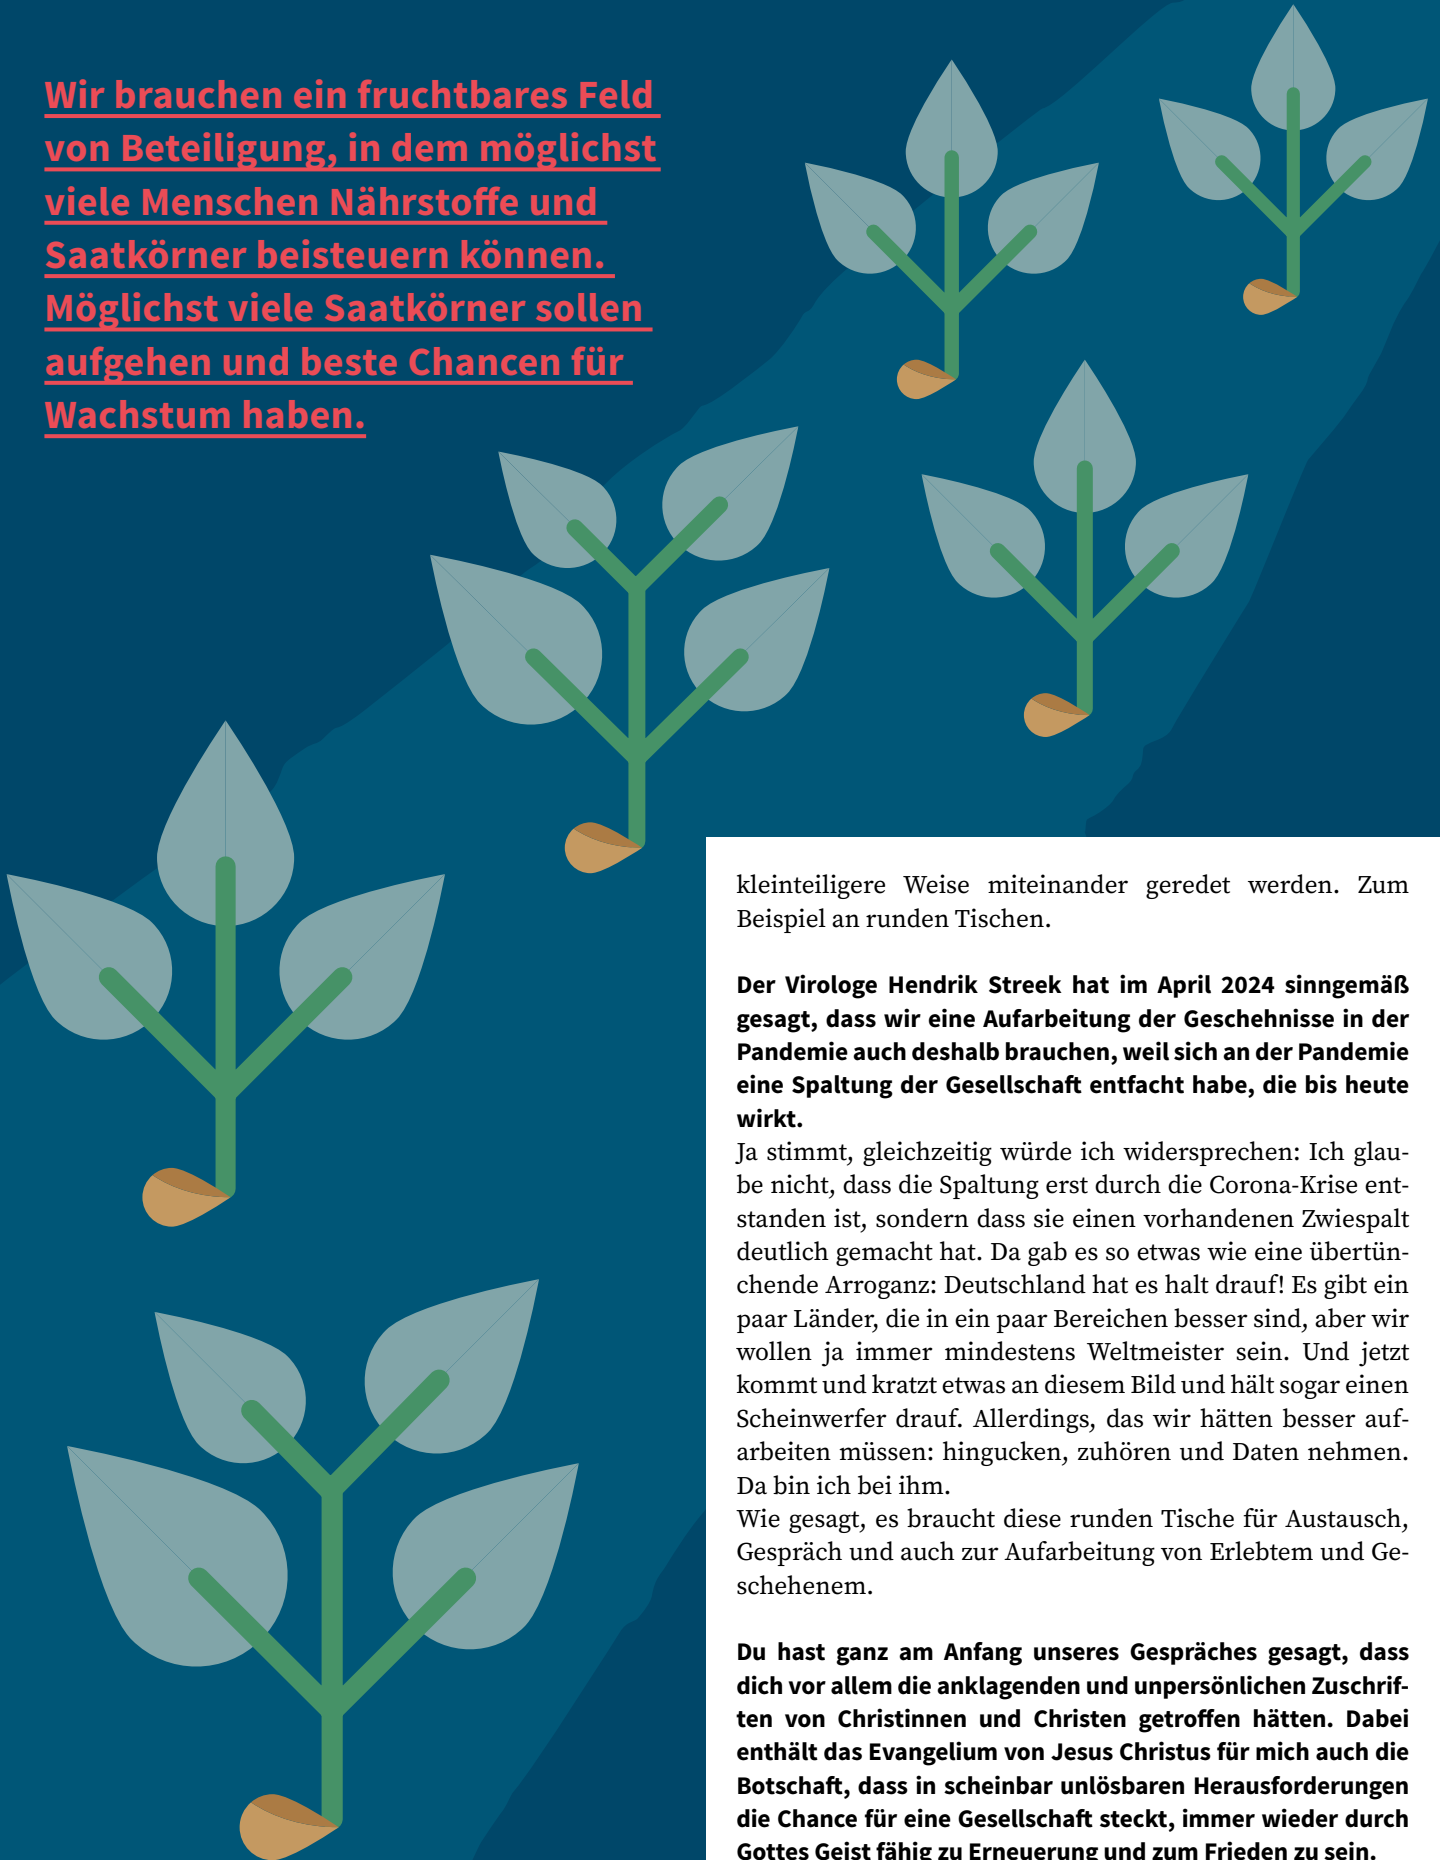 Wir brauchen ein fruchtbares Feld
von Beteiligung, in dem möglichst
viele Menschen Nährstoffe und
Saatkörner beisteuern können.
Möglichst viele Saatkörner sollen
aufgehen und beste Chancen für
Wachstum haben.
kleinteiligere Weise miteinander geredet werden. Zum
Beispiel an runden Tischen.
Der Virologe Hendrik Streek hat im April 2024 sinngemäß
gesagt, dass wir eine Aufarbeitung der Geschehnisse in der
Pandemie auch deshalb brauchen, weil sich an der Pandemie
eine Spaltung der Gesellschaft entfacht habe, die bis heute
wirkt.
Ja stimmt, gleichzeitig würde ich widersprechen: Ich glau-
be nicht, dass die Spaltung erst durch die Corona-Krise ent-
standen ist, sondern dass sie einen vorhandenen Zwiespalt
deutlich gemacht hat. Da gab es so etwas wie eine übertün-
chende Arroganz: Deutschland hat es halt drauf! Es gibt ein
paar Länder, die in ein paar Bereichen besser sind, aber wir
wollen ja immer mindestens Weltmeister sein. Und jetzt
kommt und kratzt etwas an diesem Bild und hält sogar einen
Scheinwerfer drauf. Allerdings, das wir hätten besser auf-
arbeiten müssen: hingucken, zuhören und Daten nehmen.
Da bin ich bei ihm.
Wie gesagt, es braucht diese runden Tische für Austausch,
Gespräch und auch zur Aufarbeitung von Erlebtem und Ge-
schehenem.
Du hast ganz am Anfang unseres Gespräches gesagt, dass
dich vor allem die anklagenden und unpersönlichen Zuschrif-
ten von Christinnen und Christen getroffen hätten. Dabei
enthält das Evangelium von Jesus Christus für mich auch die
Botschaft, dass in scheinbar unlösbaren Herausforderungen
die Chance für eine Gesellschaft steckt, immer wieder durch
Gottes Geist fähig zu Erneuerung und zum Frieden zu sein.